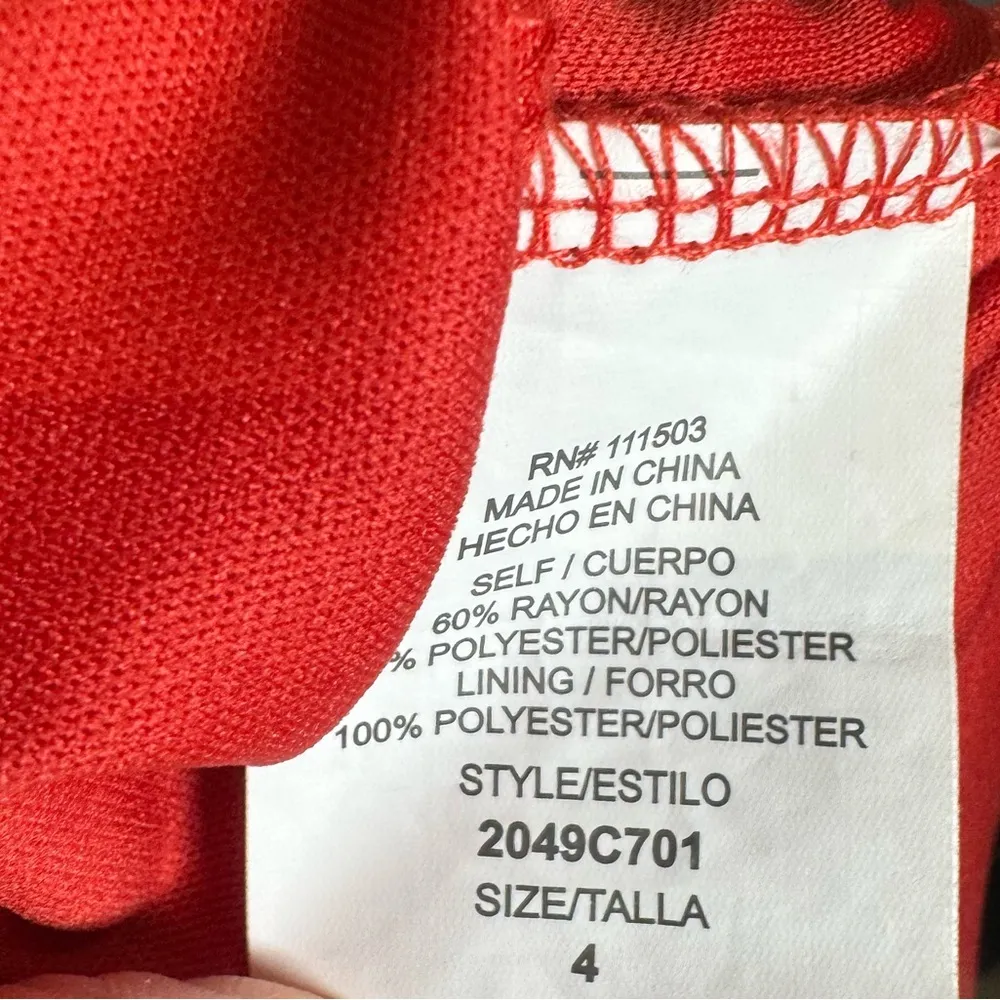 RN# 111503
MADE IN CHINA
HECHO EN CHINA
SELF / CUERPO
60% RAYON/RAYON
% POLYESTER/POLIESTER
LINING / FORRO
100% POLYESTER/POLIESTER
STYLE/ESTILO
2049C701
SIZE/TALLA
4